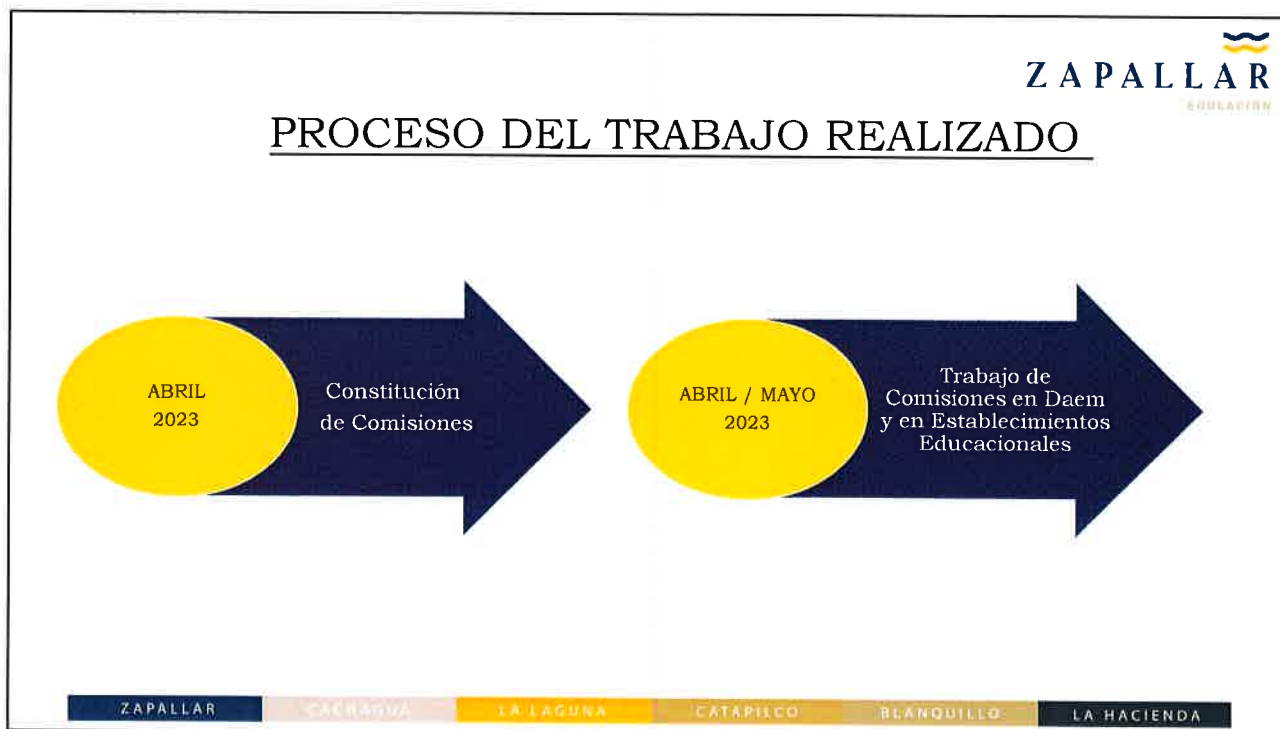 ZAPALLAR
EDUCACIÓN
PROCESO DEL TRABAJO REALIZADO
ABRIL
2023
Constitución
de Comisiones
ABRIL / MAYO
2023
Trabajo de
Comisiones en Daem
y en Establecimientos
Educacionales
ZAPALLAR CACHAGUA LA LAGUNA CATAPILCO BLANQUILLO LA HACIENDA